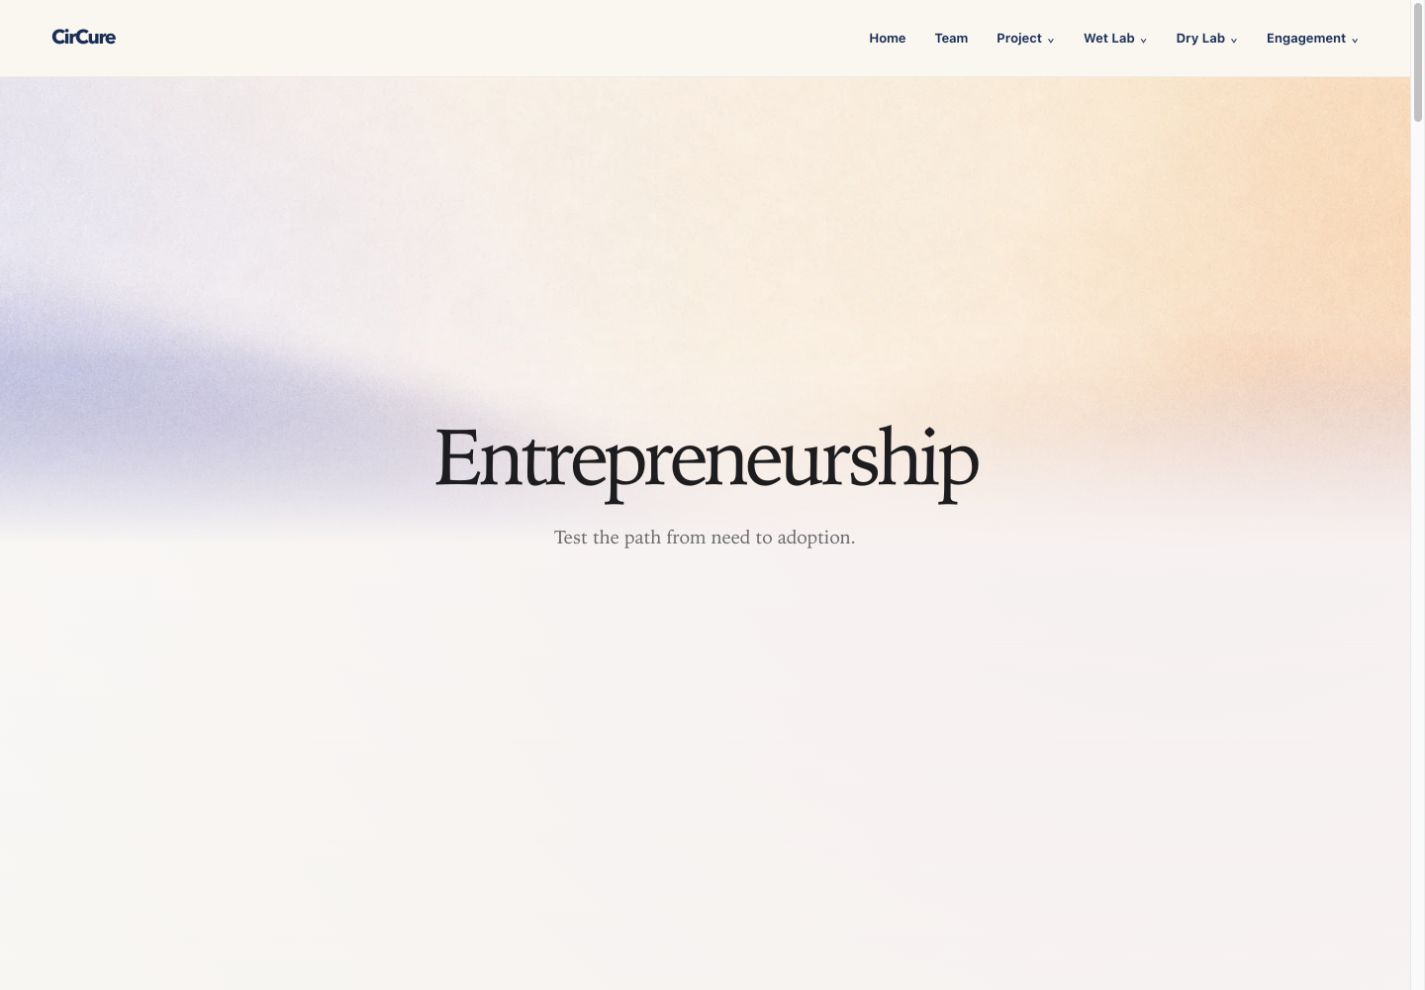 CirCure
Home Team Project Wet Lab Dry Lab Engagement
Entrepreneurship
Test the path from need to adoption.